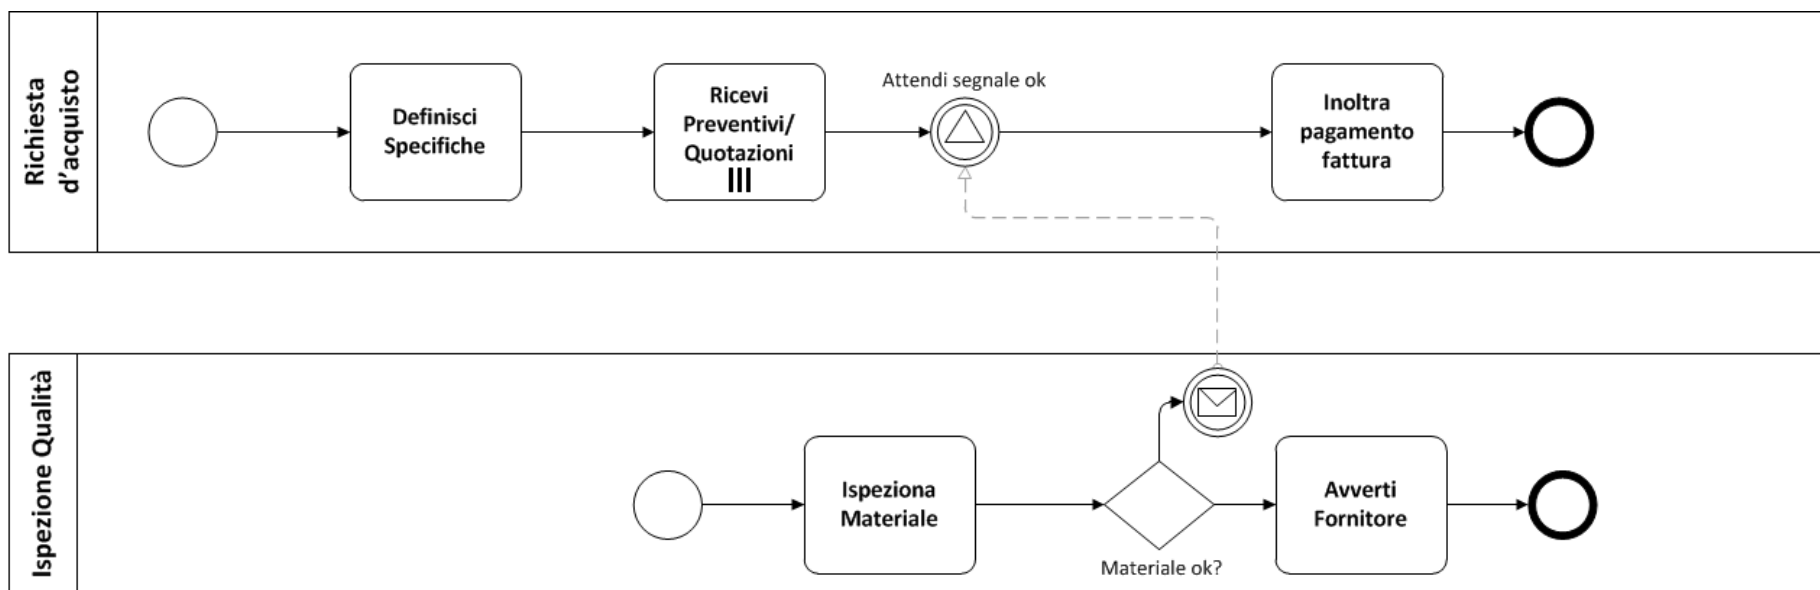 Richiesta
d'acquisto
Definisci
Specifiche
Ricevi
Preventivi/
Quotazioni
Attendi segnale ok
Inoltra
pagamento
fattura
Ispezione Qualità
Ispeziona
Materiale
Materiale ok?
Avverti
Fornitore